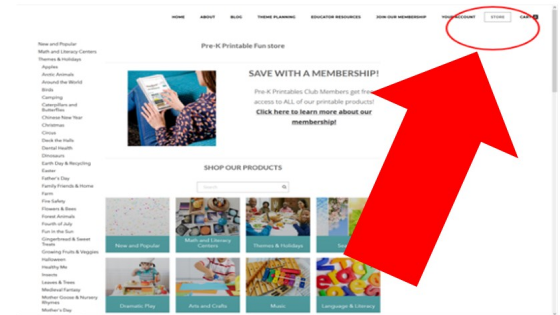 HOME ABOUT BLOG THEME PLANNING EDUCATOR RESOURCES JOIN OUR MEMBERSHIP YOUR ACCOUNT STORE CART
Pre-K Printable Fun store
New and Popular
Math and Literacy Centers
Themes & Holidays
Apples
Arctic Animals
Around the World
Birds
Camping
Caterpillars and
Butterflies
Chinese New Year
Christmas
Circus
Deck the Halls
Dental Health
Dinosaurs
Earth Day & Recycling
Easter
Father's Day
Family Friends & Home
Farm
Fire Safety
Flowers & Bees
Forest Animals
Fourth of July
Fun in the Sun
Gingerbread & Sweet
Treats
Growing Fruits & Veggies
Halloween
Healthy Me
Insects
Leaves & Trees
Medieval Fantasy
Mother Goose & Nursery
Rhymes
Mother's Day
SAVE WITH A MEMBERSHIP!
Pre-K Printables Club Members get free
access to ALL of our printable products!
Click here to learn more about our
membership!
SHOP OUR PRODUCTS
Search
New and Popular
Math and Literacy
Centers
Themes & Holidays
Dramatic Play
Arts and Crafts
Music
Language & Literacy